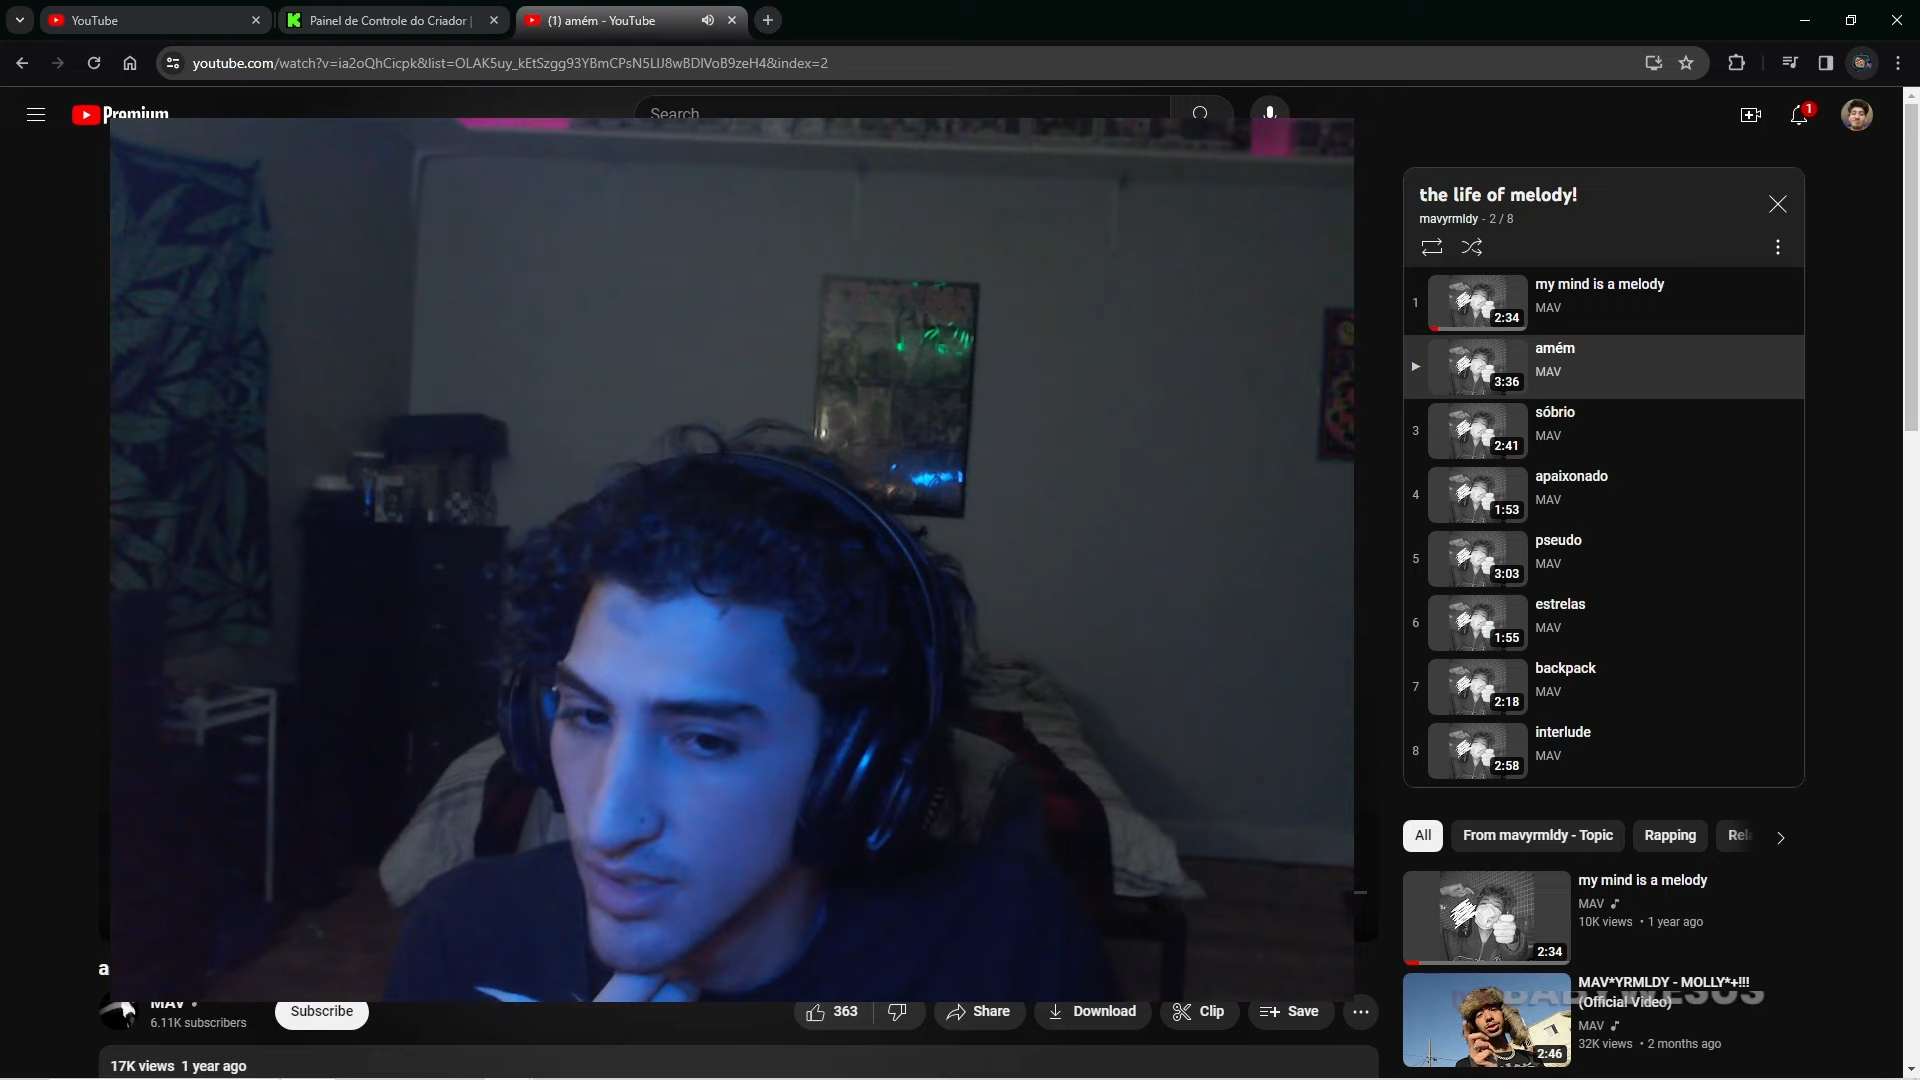 YouTube
Painel de Controle do Criador |
(1) amém - YouTube
youtube.com/watch?v=ia2oQhCicpk&list=OLAK5uy_kEtSzgg93YBmCPsN5LIJ8wBDIVoB9zeH4&index=2
Premium
Search
1
the life of melody!
mavyrmldy - 2 / 8
1
my mind is a melody
MAV
2:34
amém
MAV
3:36
3
sóbrio
MAV
2:41
4
apaixonado
MAV
1:53
5
pseudo
MAV
3:03
6
estrelas
MAV
1:55
7
backpack
MAV
2:18
8
interlude
MAV
2:58
All
From mavyrmldy - Topic
Rapping
my mind is a melody
MAV
10K views • 1 year ago
2:34
MAV*YRMLDY - MOLLY*+!!!
(Official Video)
MAV
32K views • 2 months ago
2:46
a
MAV
6.11K subscribers
Subscribe
363
Share
Download
Clip
Save
17K views 1 year ago